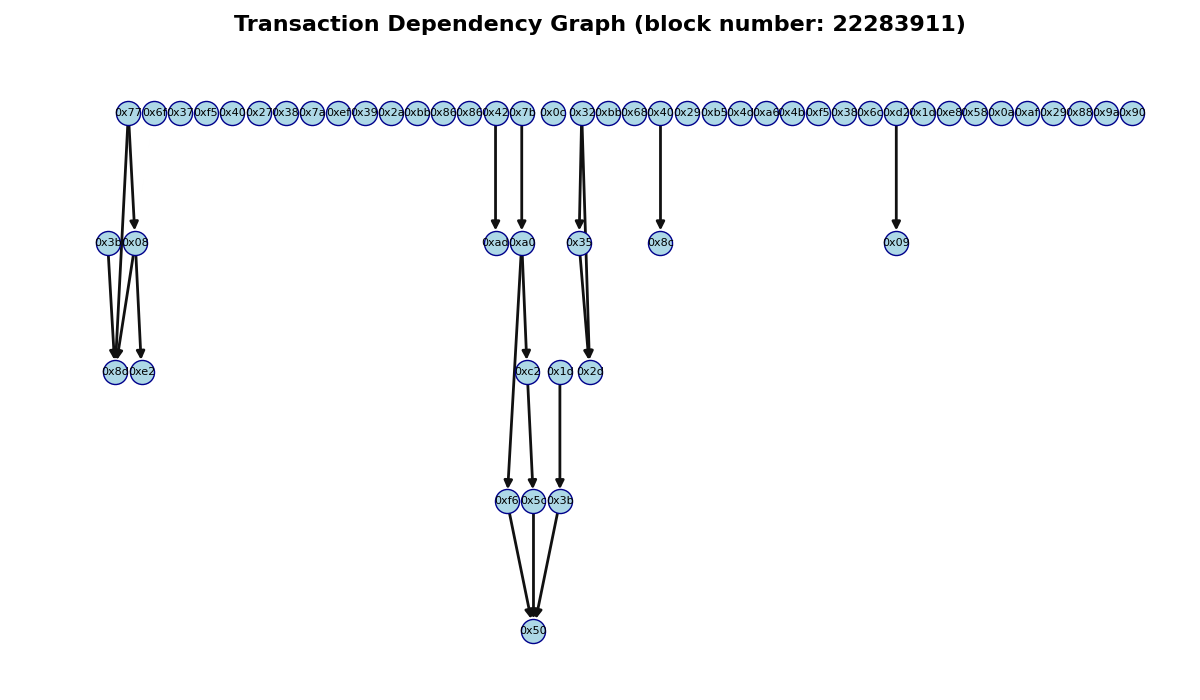 Transaction Dependency Graph (block number: 22283911)
0x77 0x6f 0x37 0xf5 0x40 0x27 0x38 0x7a 0xef 0x39 0x2a 0xbb 0x86 0x86 0x42 0x7b 0x0c 0x32 0xbb 0x68 0x40 0x29 0xb5 0x4d 0xa6 0x4b 0xf5 0x38 0x6c 0xd2 0x1d 0xe8 0x58 0x0a 0xaf 0x29 0x88 0x9a 0x90
0x3b 0x08 0xad 0xa0 0x35 0x8c 0x09
0x8d 0xe2 0xc2 0x1d 0x2d
0xf6 0x5c 0x3b
0x50